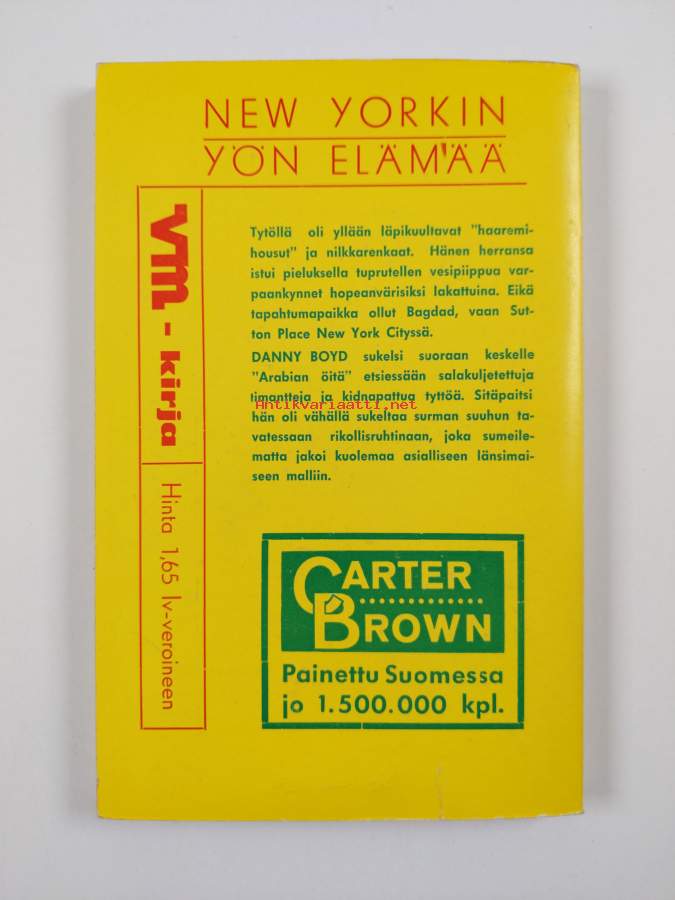 NEW YORKIN
YÖN ELÄMÄÄ
Tytöllä oli yllään läpikuultavat "haaremi-
housut" ja nilkkarenkaat. Hänen herransa
istui pieluksella tuprutellen vesipiippua var-
paankynnet hopeanvärisiksi lakattuina. Eikä
tapahtumapaikka ollut Bagdad, vaan Sut-
ton Place New York Cityssä.
DANNY BOYD sukelsi suoraan keskelle
"Arabian öitä" etsiessään salakuljetettuja
timantteja ja kidnapattua tyttöä. Sitäpaitsi
Antikvariaatti.net
hän oli vähällä sukeltaa surman suuhun ta-
vatessaan rikollisruhtinaan, joka sumeile-
matta jakoi kuolemaa asialliseen länsimai-
seen malliin.
vm - kirja
Hinta 1,65 lv-veroineen
CARTER
BROWN
Painettu Suomessa
jo 1.500.000 kpl.